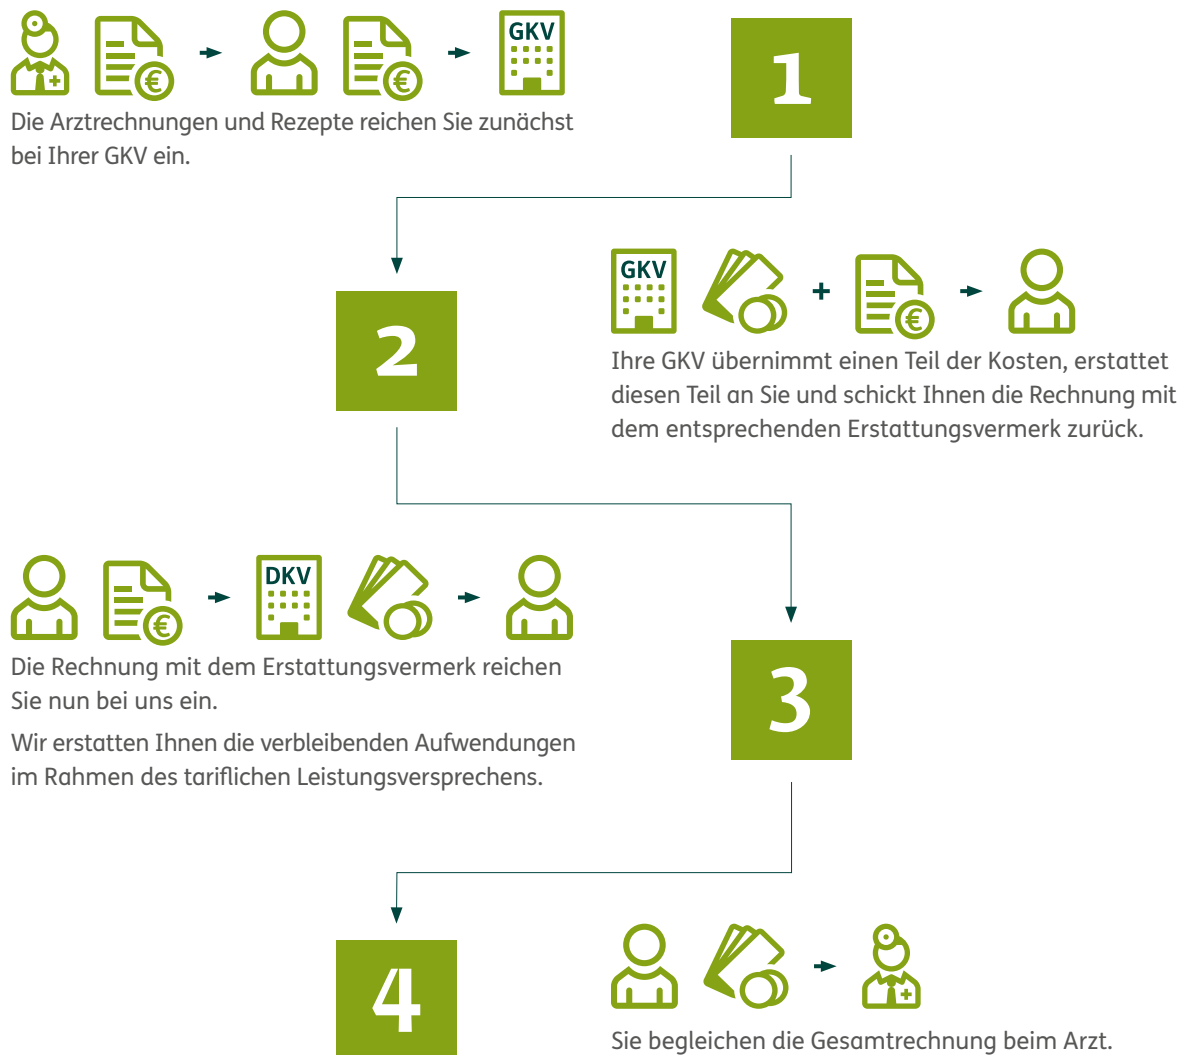 GKV
1
Die Arztrechnungen und Rezepte reichen Sie zunächst
bei Ihrer GKV ein.
2
GKV
+
Ihre GKV übernimmt einen Teil der Kosten, erstattet
diesen Teil an Sie und schickt Ihnen die Rechnung mit
dem entsprechenden Erstattungsvermerk zurück.
DKV
Die Rechnung mit dem Erstattungsvermerk reichen
Sie nun bei uns ein.
Wir erstatten Ihnen die verbleibenden Aufwendungen
im Rahmen des tariflichen Leistungsversprechens.
3
4
Sie begleichen die Gesamtrechnung beim Arzt.